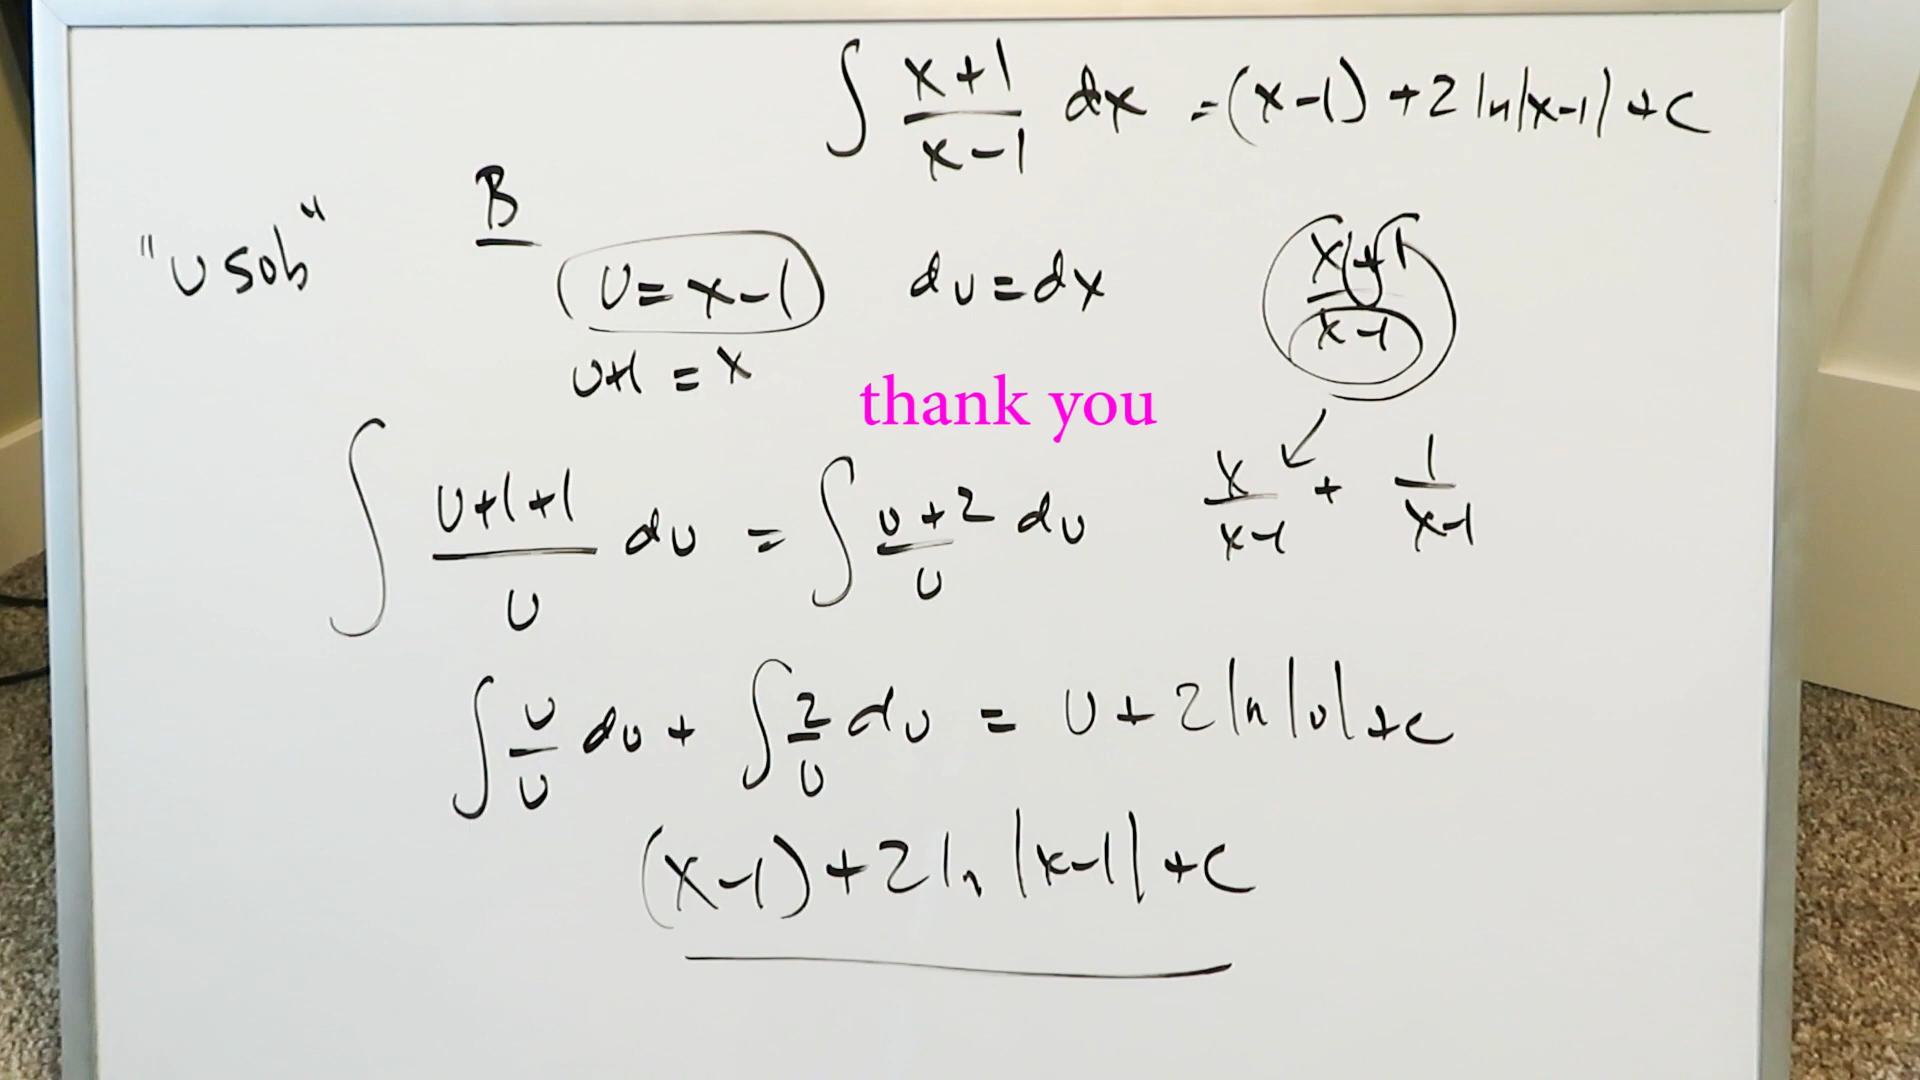 ∫ x+1/x-1 dx = (x-1) + 2 ln|x-1| + c
B
"u sub"
u = x-1 du = dx
x+1/x-1
u+1 = x
thank you
x/x-1 + 1/x-1
∫ u+1+1/u du = ∫ u+2/u du
∫ u/u du + ∫ 2/u du = u + 2 ln|u| + c
(x-1) + 2 ln |x-1| + c